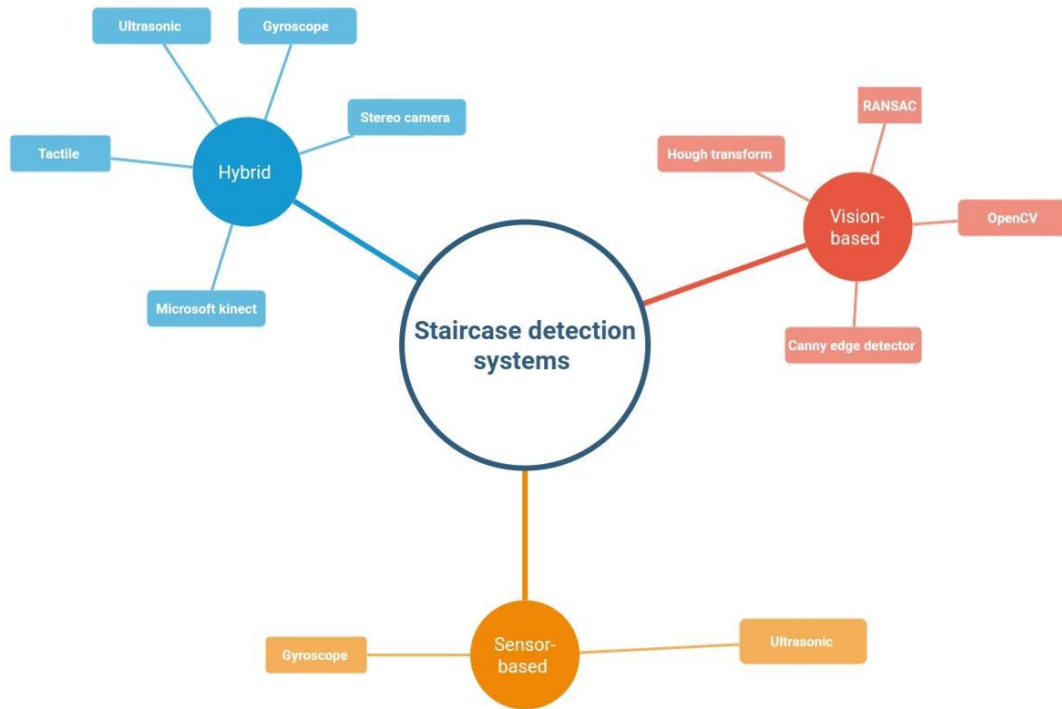 Ultrasonic
Gyroscope
Stereo camera
Tactile
Hybrid
Microsoft kinect
RANSAC
Hough transform
Vision-
based
OpenCV
Canny edge detector
Staircase detection
systems
Gyroscope
Sensor-
based
Ultrasonic